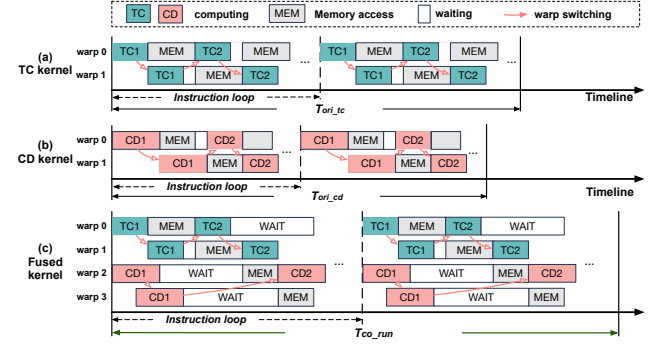 TC CD computing MEM Memory access waiting warp switching
(a)
TC kernel
warp 0 TC1 MEM TC2 MEM ... TC1 MEM TC2 MEM ...
warp 1 TC1 MEM TC2 TC1 MEM TC2
Instruction loop
Timeline
T_ori_tc
(b)
CD kernel
warp 0 CD1 MEM CD2 CD1 MEM CD2
warp 1 CD1 MEM CD2 ... CD1 MEM CD2 ...
Instruction loop
Timeline
T_ori_cd
(c)
Fused
kernel
warp 0 TC1 MEM TC2 WAIT TC1 MEM TC2 WAIT
warp 1 TC1 MEM TC2 TC1 MEM TC2
warp 2 CD1 WAIT MEM CD2 ... CD1 WAIT MEM CD2 ...
warp 3 CD1 WAIT MEM CD1 WAIT MEM
Instruction loop
T_co_run